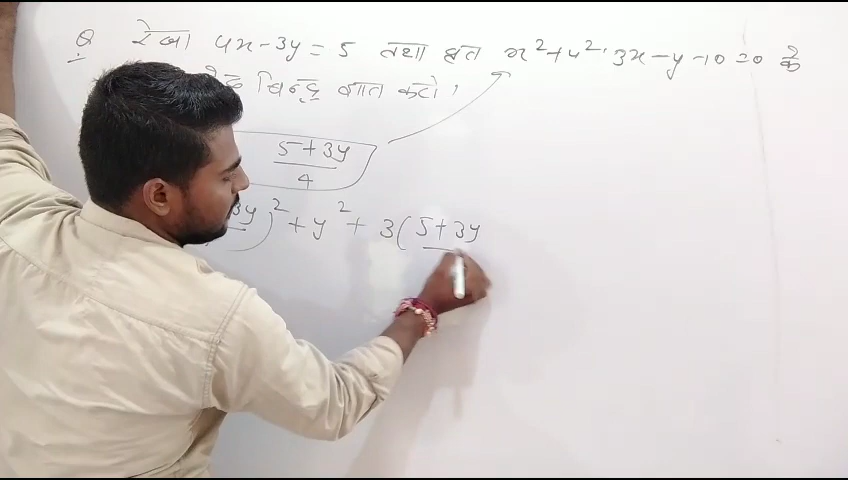 Q रेखा 4x - 3y = 5 तथा वृत x² + y² · 3x - y - 10 = 0 के
बिन्दु ज्ञात करो ,
5 + 3y
4
3y )² + y² + 3 ( 5 + 3y